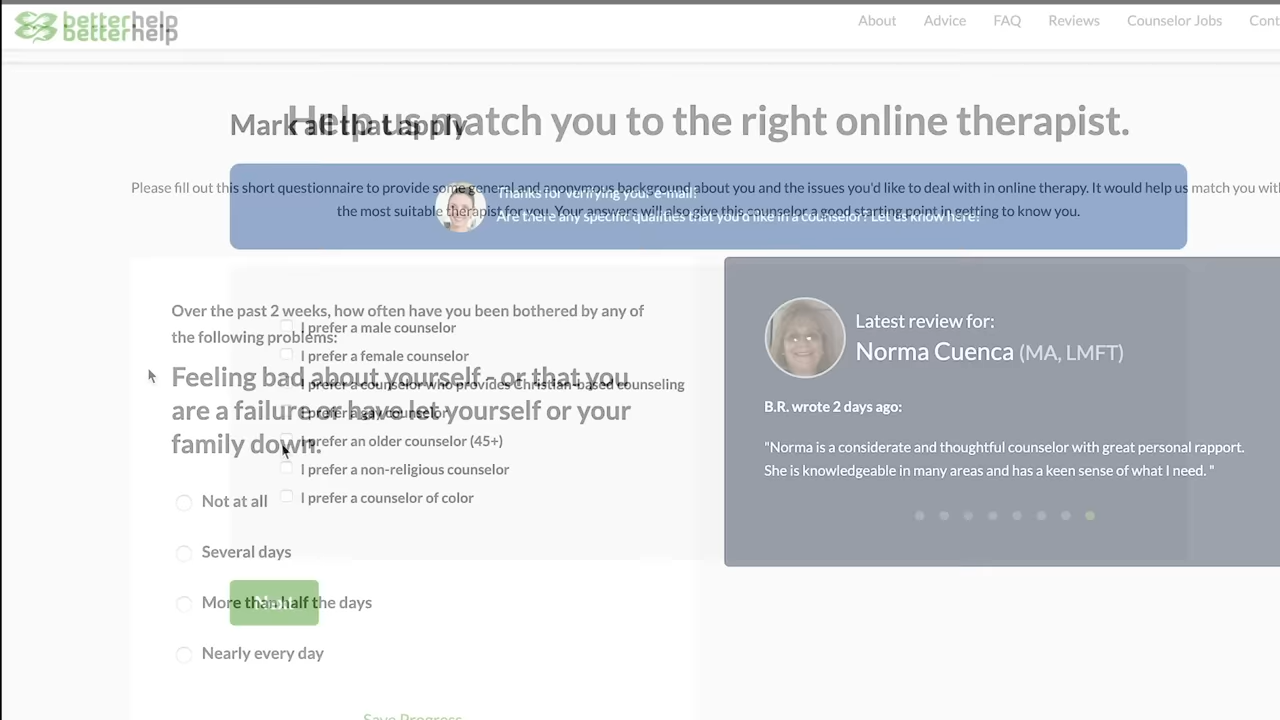 betterhelp
betterhelp
About Advice FAQ Reviews Counselor Jobs Cont
Help us match you to the right online therapist.
Mark all that apply
Please fill out this short questionnaire to provide some general and anonymous background about you and the issues you'd like to deal with in online therapy. It would help us match you with
the most suitable therapist for you. Your answers will also give this counselor a good starting point in getting to know you.
Thanks for verifying your e-mail!
Are there any specific qualities that you'd like in a counselor? Let us know here!
Over the past 2 weeks, how often have you been bothered by any of
the following problems:
Feeling bad about yourself - or that you
are a failure or have let yourself or your
family down:
Not at all
Several days
More than half the days
Nearly every day
Save Progress
I prefer a male counselor
I prefer a female counselor
I prefer a counselor who provides Christian-based counseling
I prefer a gay counselor
I prefer an older counselor (45+)
I prefer a non-religious counselor
I prefer a counselor of color
Next
Latest review for:
Norma Cuenca (MA, LMFT)
B.R. wrote 2 days ago:
"Norma is a considerate and thoughtful counselor with great personal rapport.
She is knowledgeable in many areas and has a keen sense of what I need. "